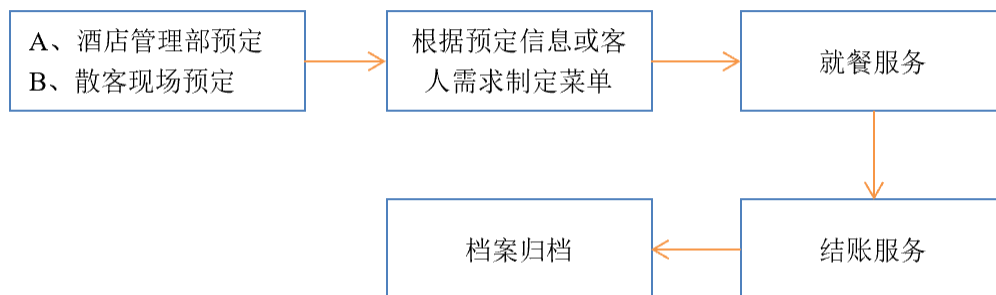 A、酒店管理部预定
B、散客现场预定
根据预定信息或客
人需求制定菜单
就餐服务
结账服务
档案归档